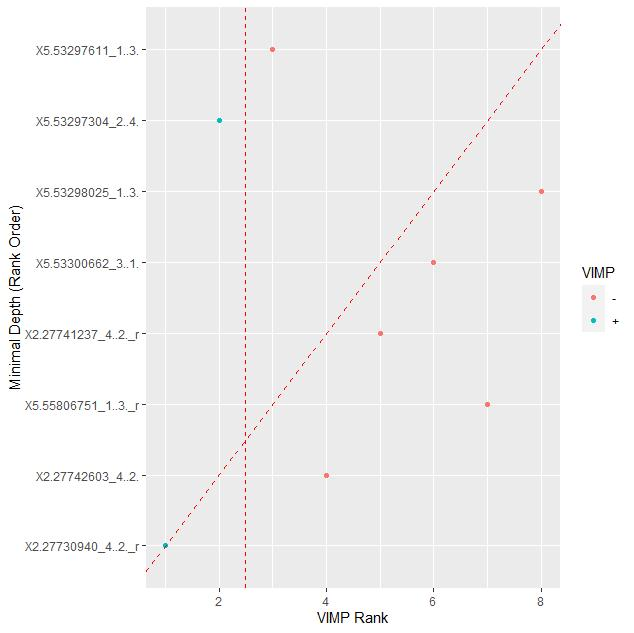 X5.53297611_1..3.
X5.53297304_2..4.
X5.53298025_1..3.
X5.53300662_3..1.
X2.27741237_4..2._r
X5.55806751_1..3._r
X2.27742603_4..2.
X2.27730940_4..2._r
Minimal Depth (Rank Order)
2 4 6 8
VIMP Rank
VIMP
-
+